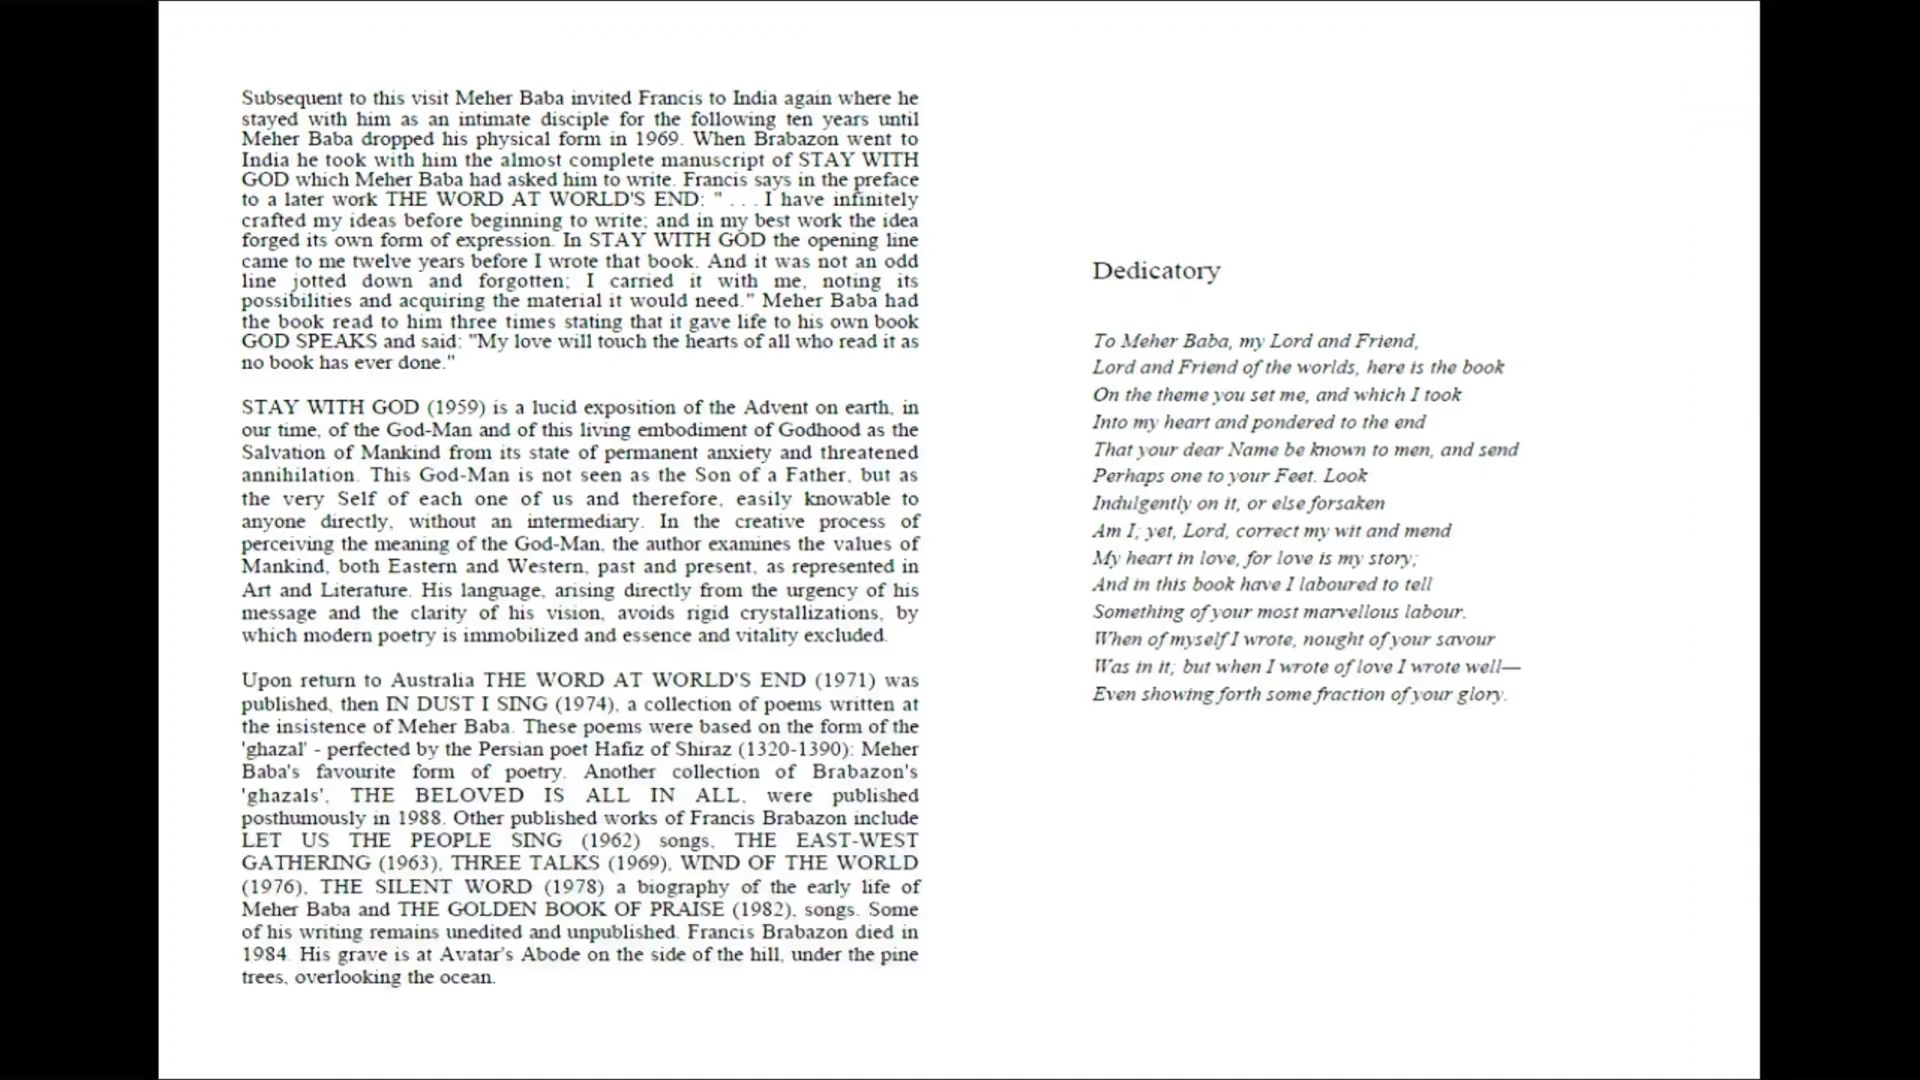 Subsequent to this visit Meher Baba invited Francis to India again where he
stayed with him as an intimate disciple for the following ten years until
Meher Baba dropped his physical form in 1969. When Brabazon went to
India he took with him the almost complete manuscript of STAY WITH
GOD which Meher Baba had asked him to write. Francis says in the preface
to a later work THE WORD AT WORLD'S END: " . . . I have infinitely
crafted my ideas before beginning to write; and in my best work the idea
forged its own form of expression. In STAY WITH GOD the opening line
came to me twelve years before I wrote that book. And it was not an odd
line jotted down and forgotten; I carried it with me, noting its
possibilities and acquiring the material it would need." Meher Baba had
the book read to him three times stating that it gave life to his own book
GOD SPEAKS and said: "My love will touch the hearts of all who read it as
no book has ever done."
STAY WITH GOD (1959) is a lucid exposition of the Advent on earth, in
our time, of the God-Man and of this living embodiment of Godhood as the
Salvation of Mankind from its state of permanent anxiety and threatened
annihilation. This God-Man is not seen as the Son of a Father, but as
the very Self of each one of us and therefore, easily knowable to
anyone directly, without an intermediary. In the creative process of
perceiving the meaning of the God-Man, the author examines the values of
Mankind, both Eastern and Western, past and present, as represented in
Art and Literature. His language, arising directly from the urgency of his
message and the clarity of his vision, avoids rigid crystallizations, by
which modern poetry is immobilized and essence and vitality excluded.
Upon return to Australia THE WORD AT WORLD'S END (1971) was
published, then IN DUST I SING (1974), a collection of poems written at
the insistence of Meher Baba. These poems were based on the form of the
'ghazal' - perfected by the Persian poet Hafiz of Shiraz (1320-1390): Meher
Baba's favourite form of poetry. Another collection of Brabazon's
'ghazals', THE BELOVED IS ALL IN ALL, were published
posthumously in 1988. Other published works of Francis Brabazon include
LET US THE PEOPLE SING (1962) songs, THE EAST-WEST
GATHERING (1963), THREE TALKS (1969), WIND OF THE WORLD
(1976), THE SILENT WORD (1978) a biography of the early life of
Meher Baba and THE GOLDEN BOOK OF PRAISE (1982), songs. Some
of his writing remains unedited and unpublished. Francis Brabazon died in
1984. His grave is at Avatar's Abode on the side of the hill, under the pine
trees, overlooking the ocean.
Dedicatory
To Meher Baba, my Lord and Friend,
Lord and Friend of the worlds, here is the book
On the theme you set me, and which I took
Into my heart and pondered to the end
That your dear Name be known to men, and send
Perhaps one to your Feet. Look
Indulgently on it, or else forsaken
Am I; yet, Lord, correct my wit and mend
My heart in love, for love is my story;
And in this book have I laboured to tell
Something of your most marvellous labour.
When of myself I wrote, nought of your savour
Was in it; but when I wrote of love I wrote well—
Even showing forth some fraction of your glory.